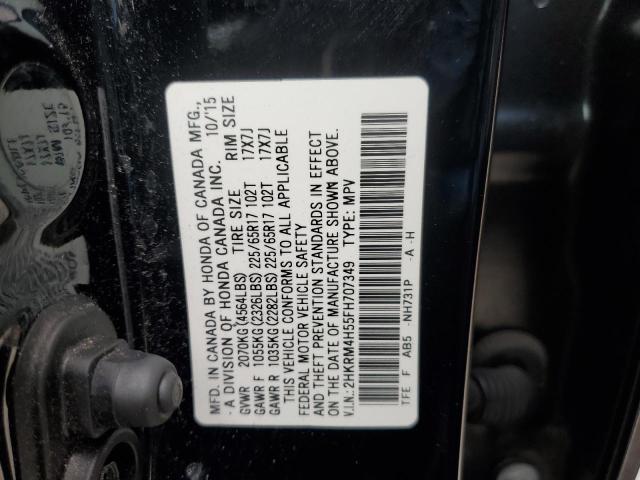 MFD. IN CANADA BY HONDA OF CANADA MFG.,
A DIVISION OF HONDA CANADA INC. 10/'15
GVWR 2070KG(4564LBS) TIRE SIZE RIM SIZE
GAWR F 1055KG(2326LBS) 225/65R17 102T 17X7J
GAWR R 1035KG(2282LBS) 225/65R17 102T 17X7J
THIS VEHICLE CONFORMS TO ALL APPLICABLE
FEDERAL MOTOR VEHICLE SAFETY
AND THEFT PREVENTION STANDARDS IN EFFECT
ON THE DATE OF MANUFACTURE SHOWN ABOVE.
V.I.N.: 2HKRM4H55FH707349 TYPE: MPV
TFE F AB5 -NH731P -A -H